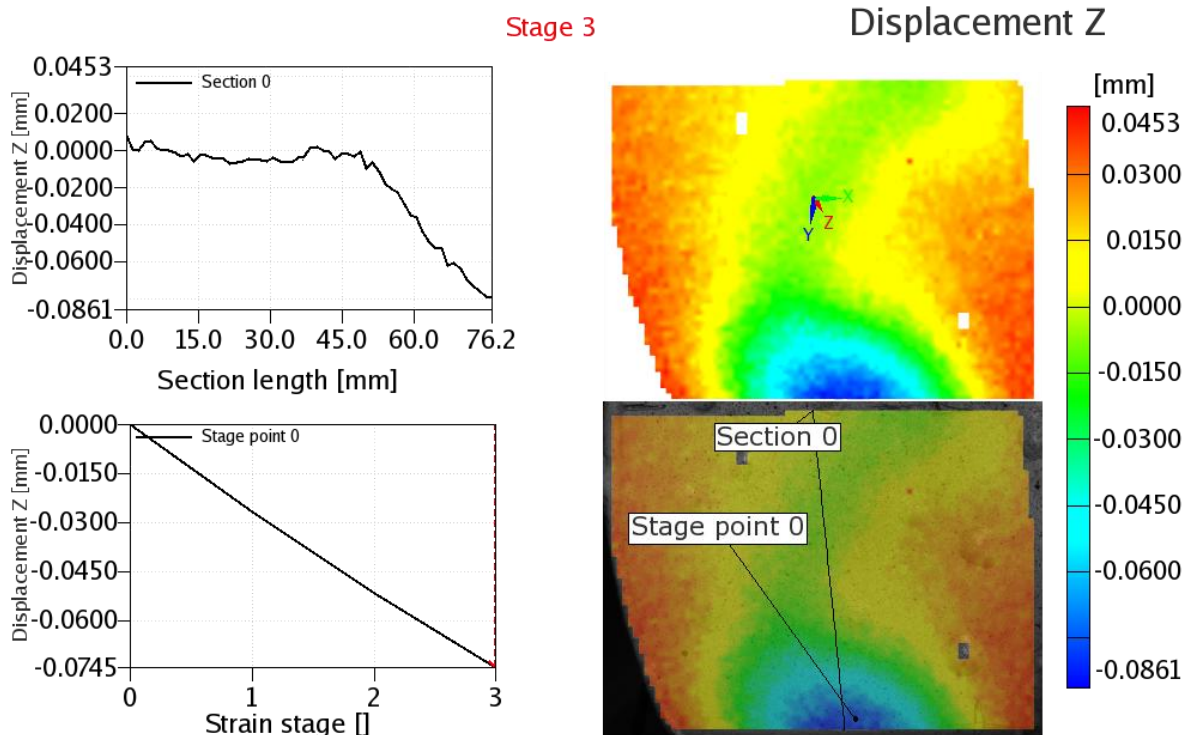 Stage 3
Displacement Z
0.0453
0.0200
0.0000
-0.0200
-0.0400
-0.0600
-0.0861
Displacement Z [mm]
Section 0
0.0 15.0 30.0 45.0 60.0 76.2
Section length [mm]
X
Y
Z
[mm]
0.0453
0.0300
0.0150
0.0000
-0.0150
-0.0300
-0.0450
-0.0600
-0.0861
0.0000
-0.0150
-0.0300
-0.0450
-0.0600
-0.0745
Displacement Z [mm]
Stage point 0
0 1 2 3
Strain stage []
Section 0
Stage point 0